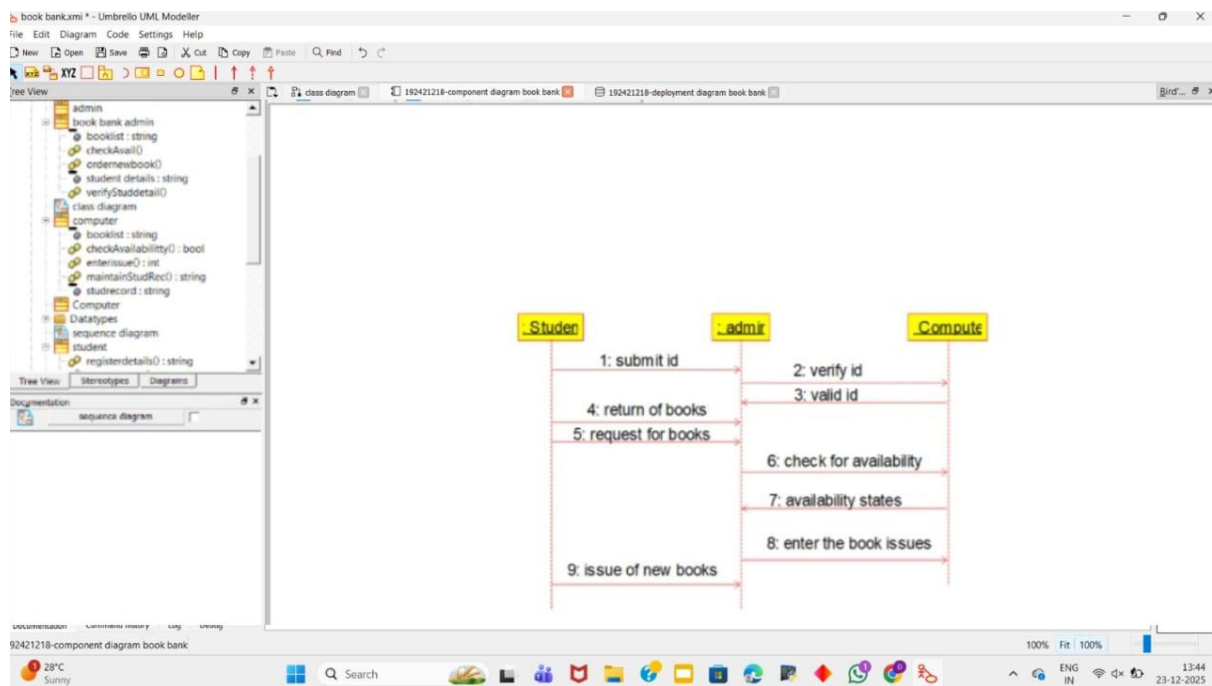 book bank.xmi * - Umbrello UML Modeller
File Edit Diagram Code Settings Help
New Open Save Cut Copy Paste Find
XYZ
Tree View
class diagram 192421218-component diagram book bank 192421218-deployment diagram book bank Bird'...
admin
book bank admin
booklist : string
checkAvail()
ordernewbook()
student details : string
verifyStuddetail()
class diagram
computer
booklist : string
checkAvailabilitty() : bool
enterissue() : int
maintainStudRec() : string
studrecord : string
Computer
Datatypes
sequence diagram
student
registerdetails() : string
Tree View Stereotypes Diagrams
Documentation
sequence diagram
: Studen : admir Compute
1: submit id
2: verify id
3: valid id
4: return of books
5: request for books
6: check for availability
7: availability states
8: enter the book issues
9: issue of new books
Documentation Command history Log Debug
92421218-component diagram book bank 100% Fit 100%
1 28°C
Sunny
Search
ENG
IN
13:44
23-12-2025